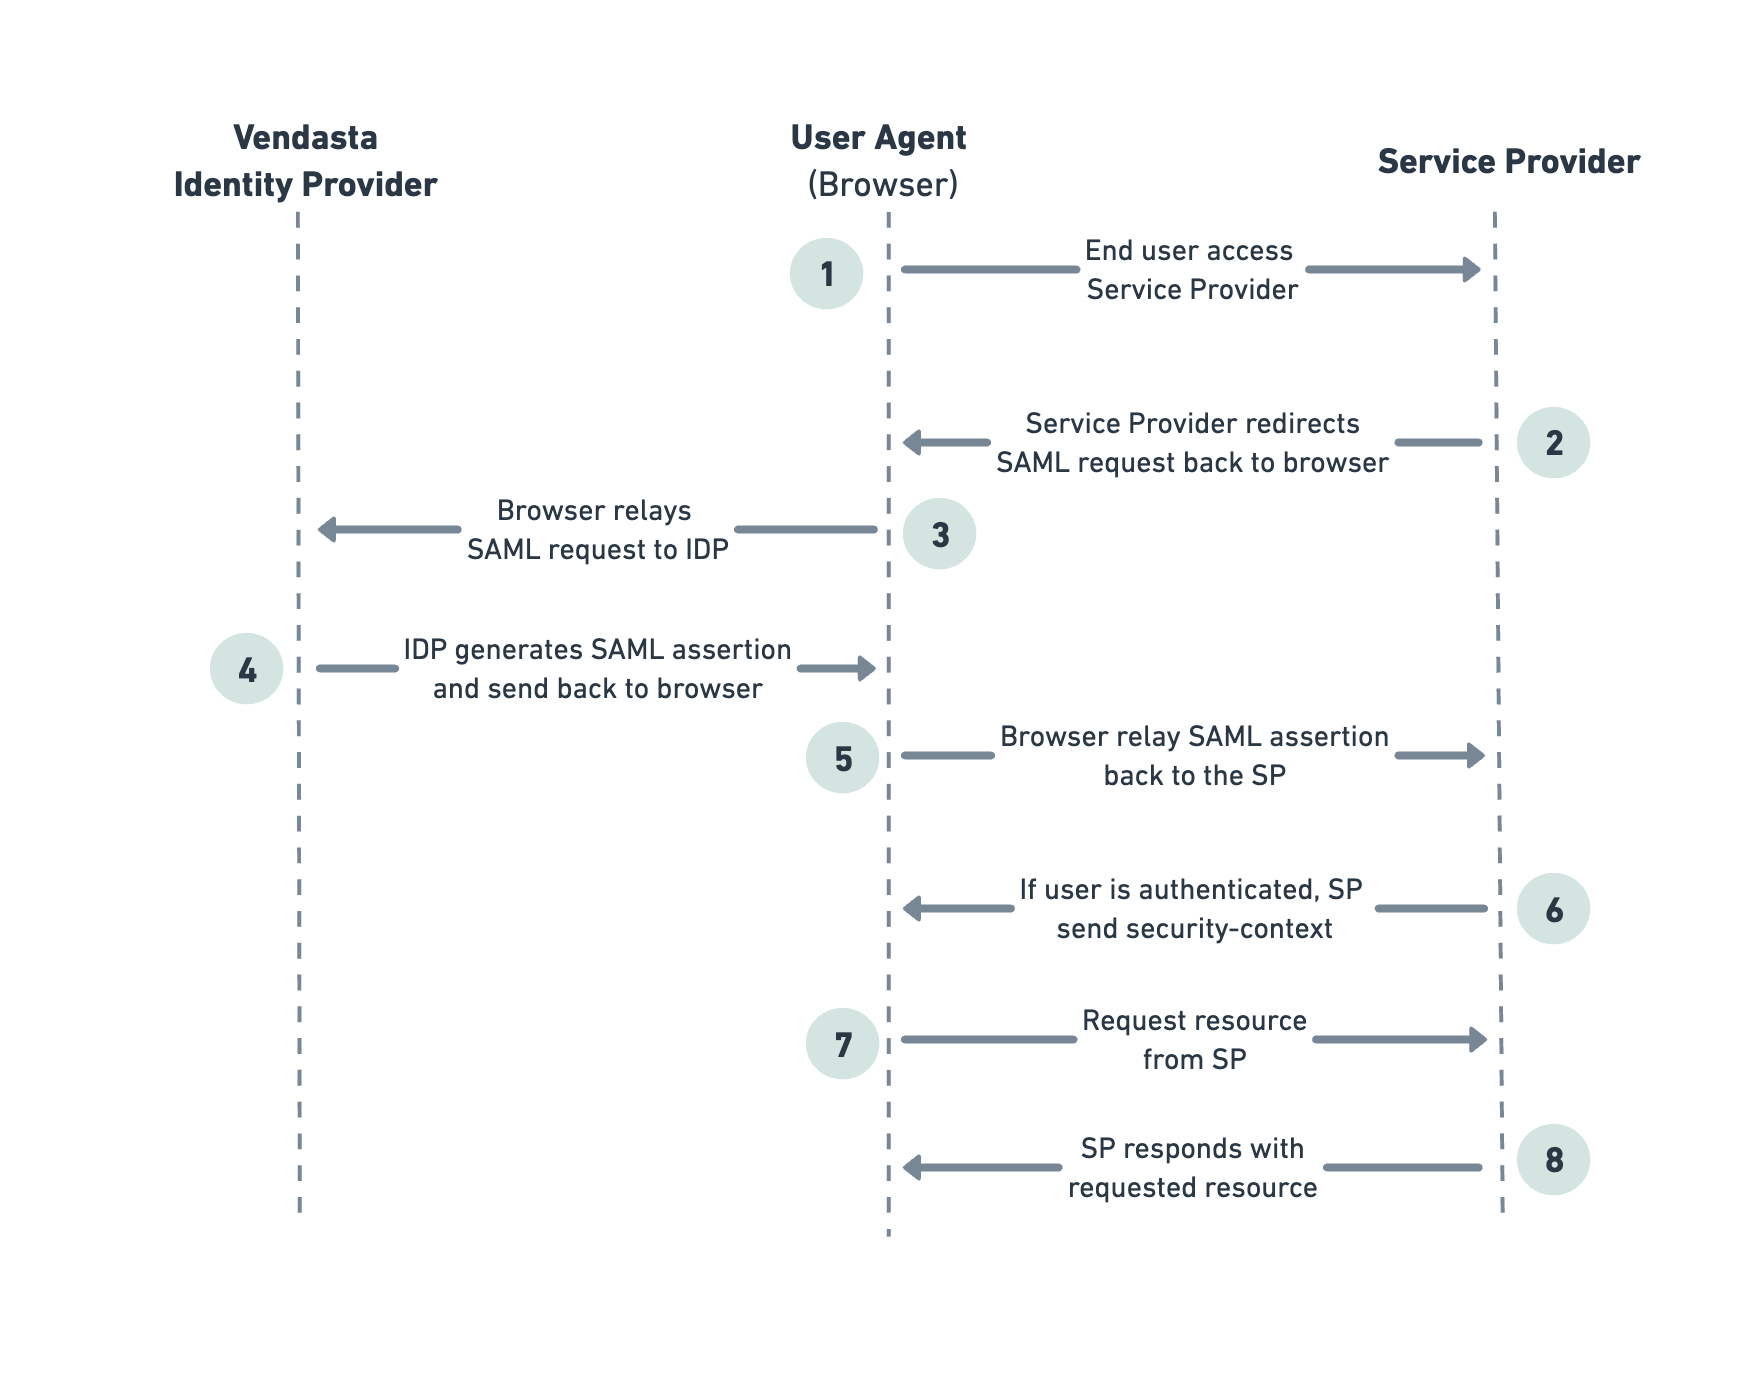 Vendasta
Identity Provider
User Agent
(Browser)
Service Provider
1
End user access
Service Provider
Service Provider redirects
SAML request back to browser
2
Browser relays
SAML request to IDP
3
4
IDP generates SAML assertion
and send back to browser
5
Browser relay SAML assertion
back to the SP
If user is authenticated, SP
send security-context
6
7
Request resource
from SP
SP responds with
requested resource
8